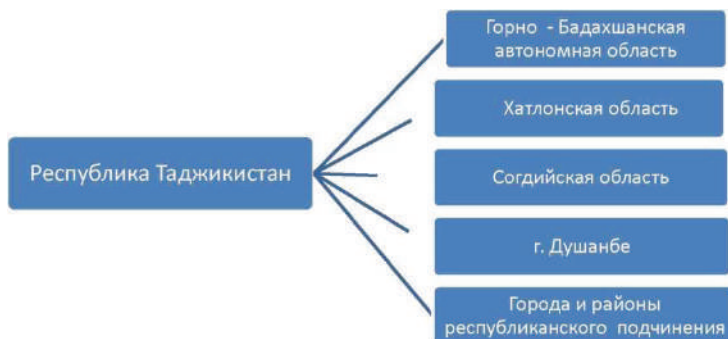 Горно - Бадахшанская
автономная область
Хатлонская область
Республика Таджикистан
Согдийская область
г. Душанбе
Города и районы
республиканского подчинения